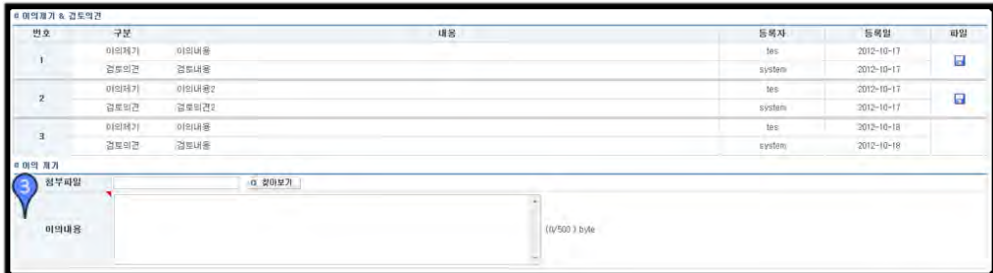 이의제기 & 검토의견
번호 구분 내용 등록자 등록일 파일
1 이의제기 이의내용 tes 2012-10-17
검토의견 검토내용 system 2012-10-17
2 이의제기 이의내용2 tes 2012-10-17
검토의견 검토의견2 system 2012-10-17
3 이의제기 이의내용 tes 2012-10-18
검토의견 검토내용 system 2012-10-18
이의 제기
3
첨부파일 찾아보기
이의내용 (0/500 ) byte